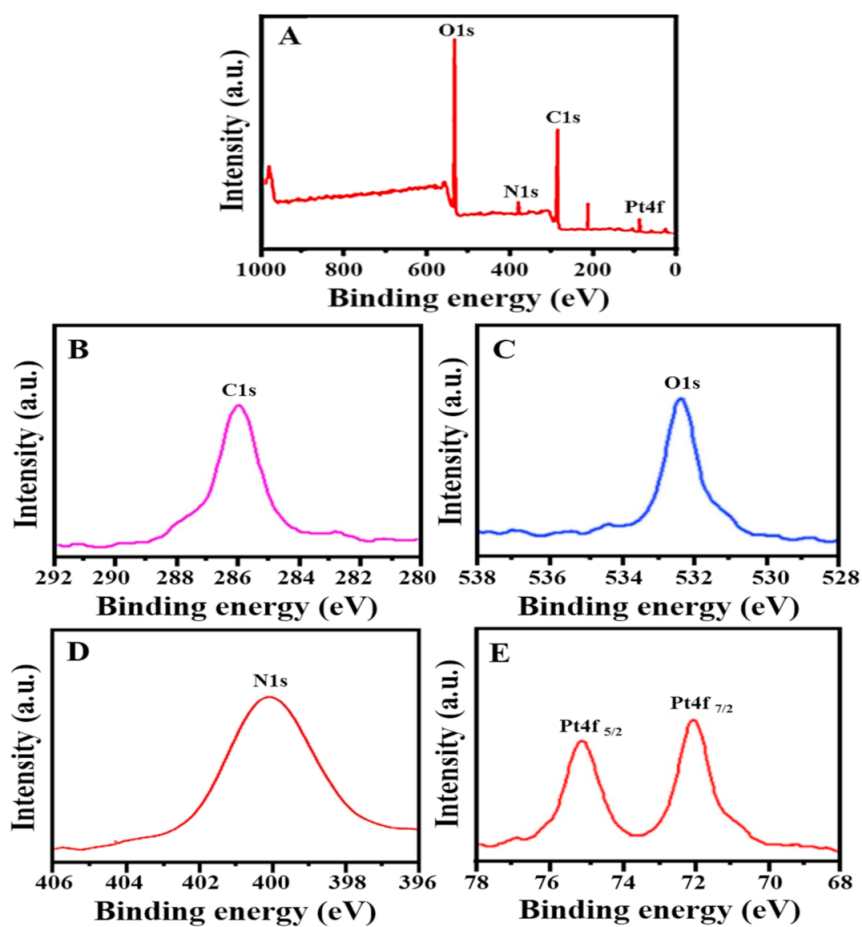 A
O1s
C1s
N1s
Pt4f
Intensity (a.u.)
1000 800 600 400 200 0
Binding energy (eV)
B
C1s
Intensity (a.u.)
292 290 288 286 284 282 280
Binding energy (eV)
C
O1s
Intensity (a.u.)
538 536 534 532 530 528
Binding energy (eV)
D
N1s
Intensity (a.u.)
406 404 402 400 398 396
Binding energy (eV)
E
Pt4f 5/2
Pt4f 7/2
Intensity (a.u.)
78 76 74 72 70 68
Binding energy (eV)